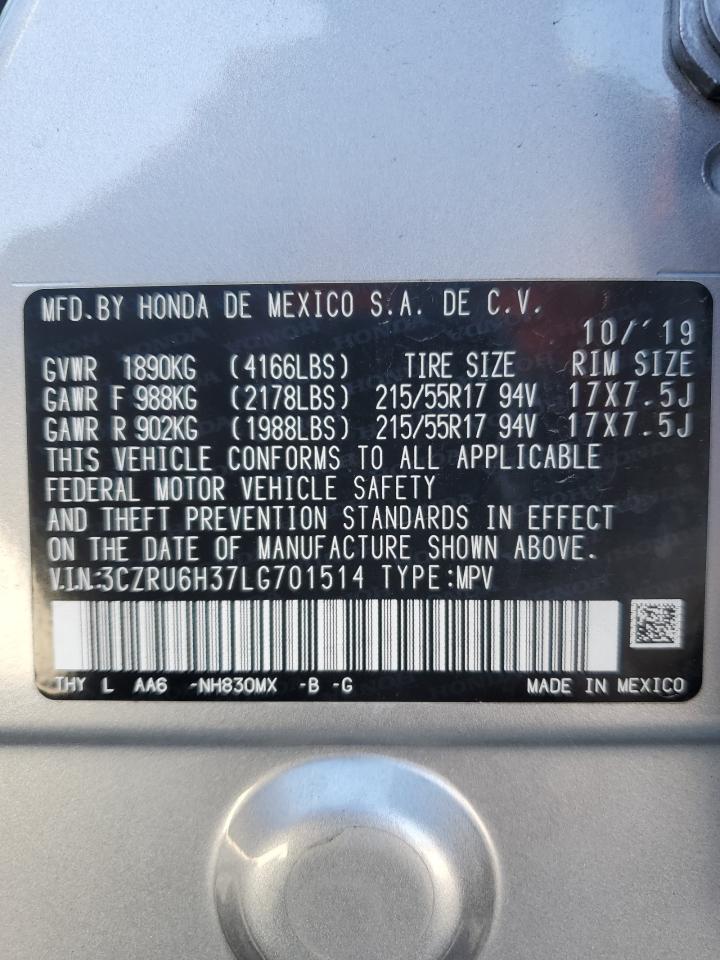 MFD.BY HONDA DE MEXICO S.A. DE C.V.
10/'19
GVWR 1890KG (4166LBS) TIRE SIZE RIM SIZE
GAWR F 988KG (2178LBS) 215/55R17 94V 17X7.5J
GAWR R 902KG (1988LBS) 215/55R17 94V 17X7.5J
THIS VEHICLE CONFORMS TO ALL APPLICABLE
FEDERAL MOTOR VEHICLE SAFETY
AND THEFT PREVENTION STANDARDS IN EFFECT
ON THE DATE OF MANUFACTURE SHOWN ABOVE.
V.I.N.:3CZRU6H37LG701514 TYPE:MPV
THY L AA6 -NH830MX -B -G MADE IN MEXICO